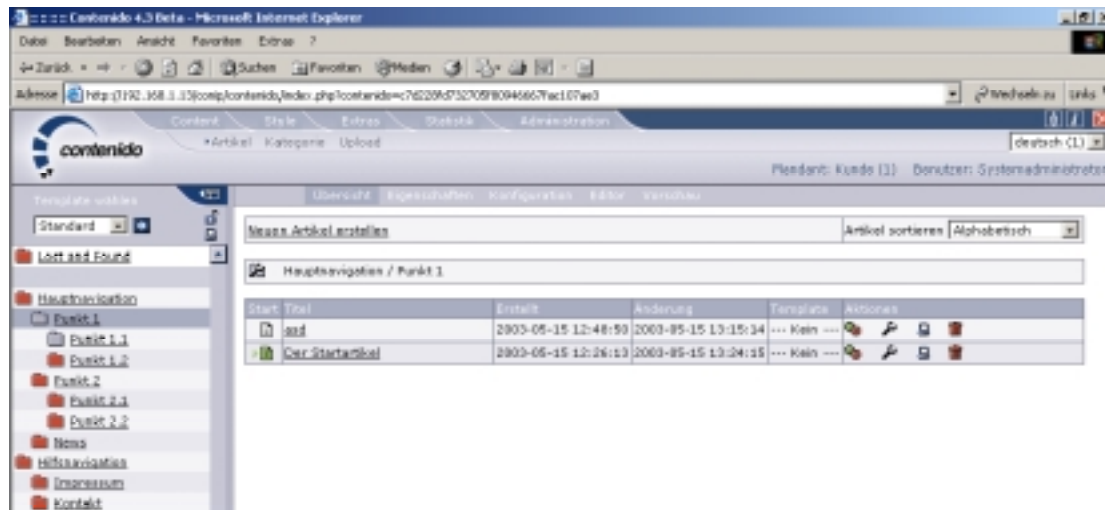 Contenido 4.3 Beta - Microsoft Internet Explorer
Datei Bearbeiten Ansicht Favoriten Extras ?
Zurück Suchen Favoriten Medien
Adresse Wechseln zu Links
Content Style Extras Statistik Administration
contenido
Artikel Kategorie Upload
deutsch (1)
Mandant: Kunde (1) Benutzer: Systemadministrator
Template wählen
Standard
Übersicht Eigenschaften Konfiguration Editor Vorschau
Neuen Artikel erstellen
Artikel sortieren Alphabetisch
Lost and Found
Hauptnavigation / Punkt 1
Hauptnavigation
Punkt 1
Punkt 1.1
Punkt 1.2
Punkt 2
Punkt 2.1
Punkt 2.2
News
Hilfsnavigation
Impressum
Kontakt
Start Titel Erstellt Änderung Template Aktionen
asd 2003-05-15 12:48:50 2003-05-15 13:15:14 --- Kein ---
Der Startartikel 2003-05-15 12:26:13 2003-05-15 13:24:15 --- Kein ---